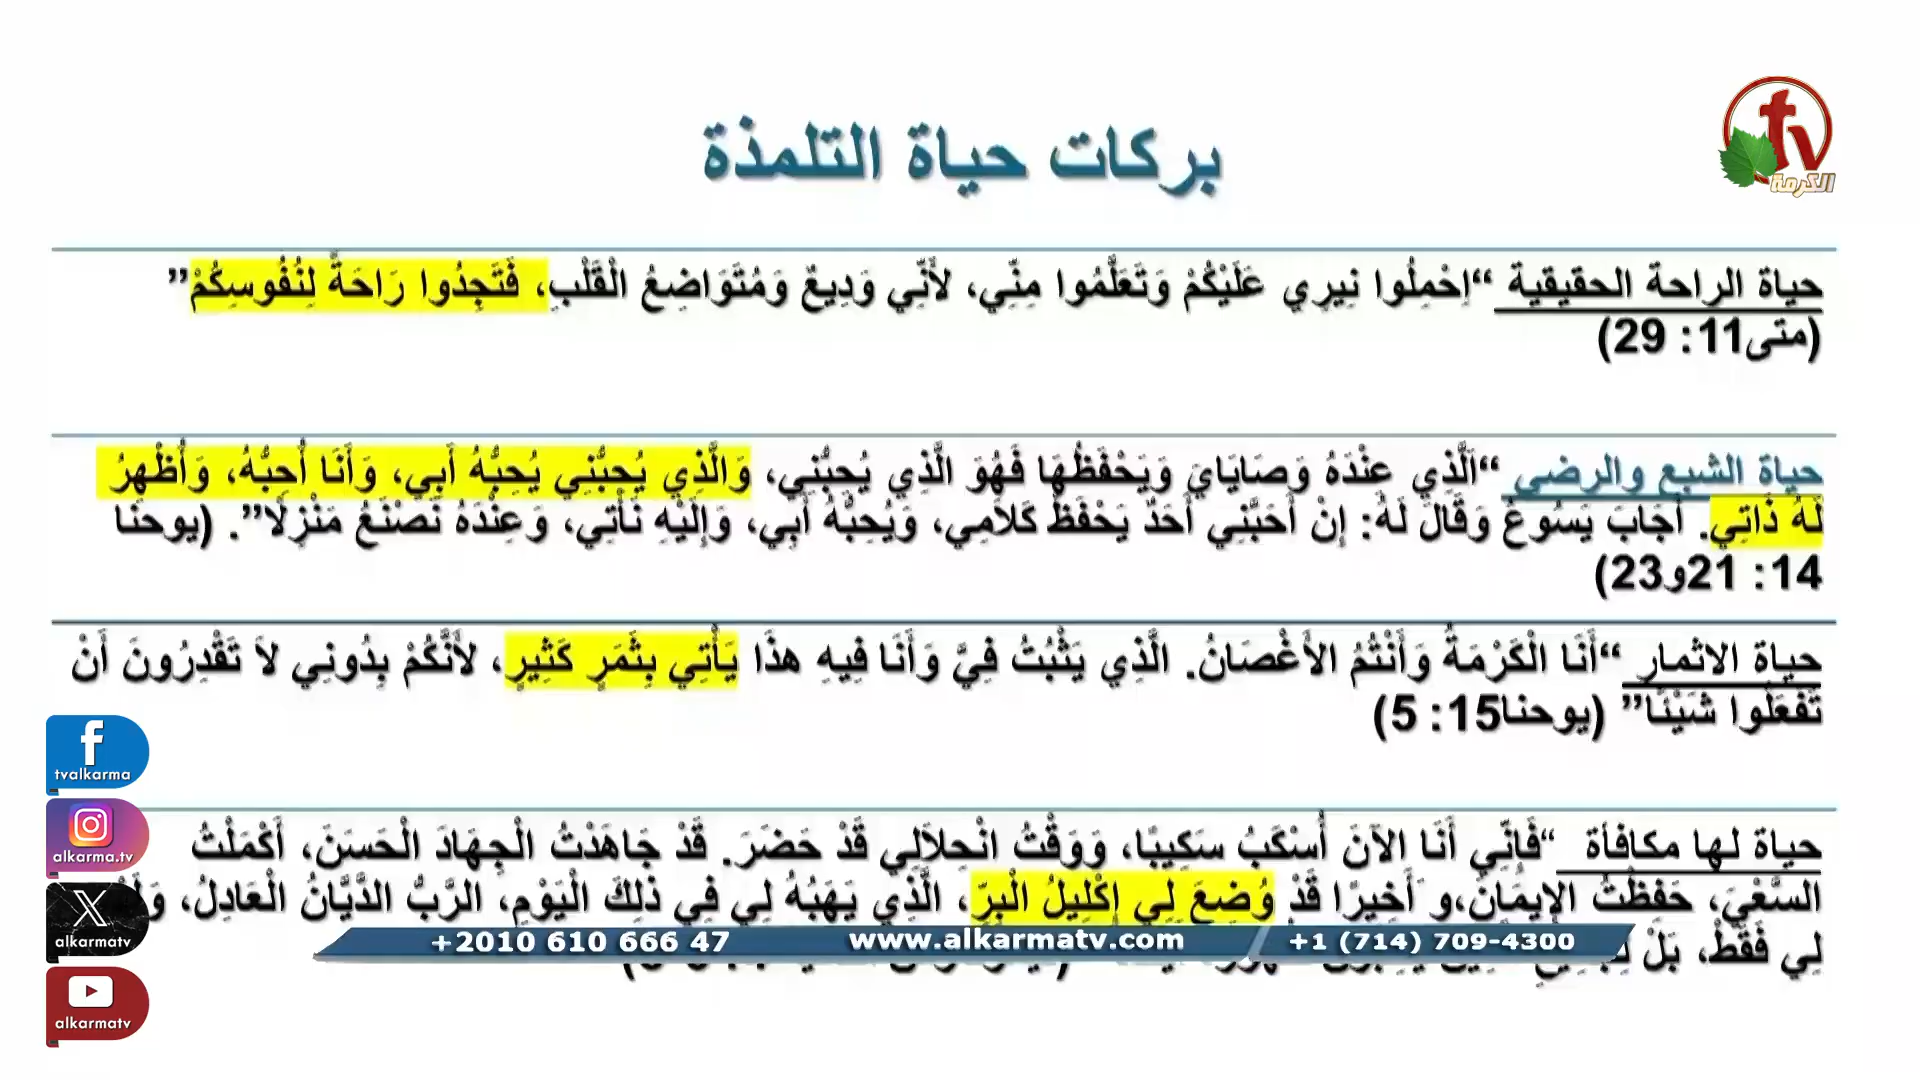 بركات حياة التلمذة
tv
الكرمة
حياة الراحة الحقيقية “اِحْمِلُوا نِيرِي عَلَيْكُمْ وَتَعَلَّمُوا مِنِّي، لأَنِّي وَدِيعٌ وَمُتَوَاضِعُ الْقَلْبِ، فَتَجِدُوا رَاحَةً لِنُفُوسِكُمْ”
(متى11: 29)
حياة الشبع والرضي “اَلَّذِي عِنْدَهُ وَصَايَايَ وَيَحْفَظُهَا فَهُوَ الَّذِي يُحِبُّنِي، وَالَّذِي يُحِبُّنِي يُحِبُّهُ أَبِي، وَأَنَا أُحِبُّهُ، وَأُظْهِرُ
لَهُ ذَاتِي. أَجَابَ يَسُوعُ وَقَالَ لَهُ: إِنْ أَحَبَّنِي أَحَدٌ يَحْفَظْ كَلاَمِي، وَيُحِبُّهُ أَبِي، وَإِلَيْهِ نَأْتِي، وَعِنْدَهُ نَصْنَعُ مَنْزِلًا”. (يوحنا
14: 21و23)
حياة الاثمار “أَنَا الْكَرْمَةُ وَأَنْتُمُ الأَغْصَانُ. الَّذِي يَثْبُتُ فِيَّ وَأَنَا فِيهِ هذَا يَأْتِي بِثَمَرٍ كَثِيرٍ، لأَنَّكُمْ بِدُونِي لاَ تَقْدِرُونَ أَنْ
تَفْعَلُوا شَيْئًا” (يوحنا15: 5)
حياة لها مكافأة “فَإِنِّي أَنَا الآنَ أُسْكَبُ سَكِيبًا، وَوَقْتُ انْحِلاَلِي قَدْ حَضَرَ. قَدْ جَاهَدْتُ الْجِهَادَ الْحَسَنَ، أَكْمَلْتُ
السَّعْيَ، حَفِظْتُ الإِيمَانَ،و َأَخِيرًا قَدْ وُضِعَ لِي إِكْلِيلُ الْبِرِّ، الَّذِي يَهَبُهُ لِي فِي ذلِكَ الْيَوْمِ، الرَّبُّ الدَّيَّانُ الْعَادِلُ،
لِي فَقَطْ، بَلْ
tvalkarma
alkarma.tv
alkarmatv
alkarmatv
+2010 610 666 47 www.alkarmatv.com +1 (714) 709-4300